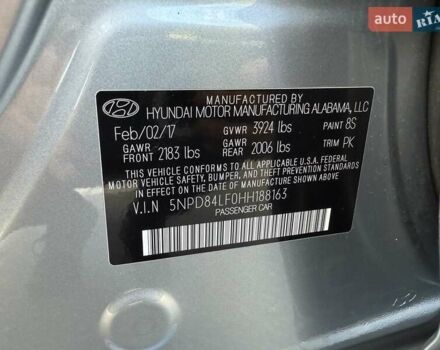 AUTO RIA
MANUFACTURED BY
HYUNDAI MOTOR MANUFACTURING ALABAMA, LLC
Feb/02/17 GVWR 3924 lbs PAINT 8S
GAWR FRONT 2183 lbs GAWR REAR 2006 lbs TRIM PK
THIS VEHICLE CONFORMS TO ALL APPLICABLE U.S.A. FEDERAL
MOTOR VEHICLE SAFETY, BUMPER, AND THEFT PREVENTION STANDARDS
IN EFFECT ON THE DATE OF MANUFACTURE SHOWN ABOVE.
V.I.N 5NPD84LF0HH188163
PASSENGER CAR